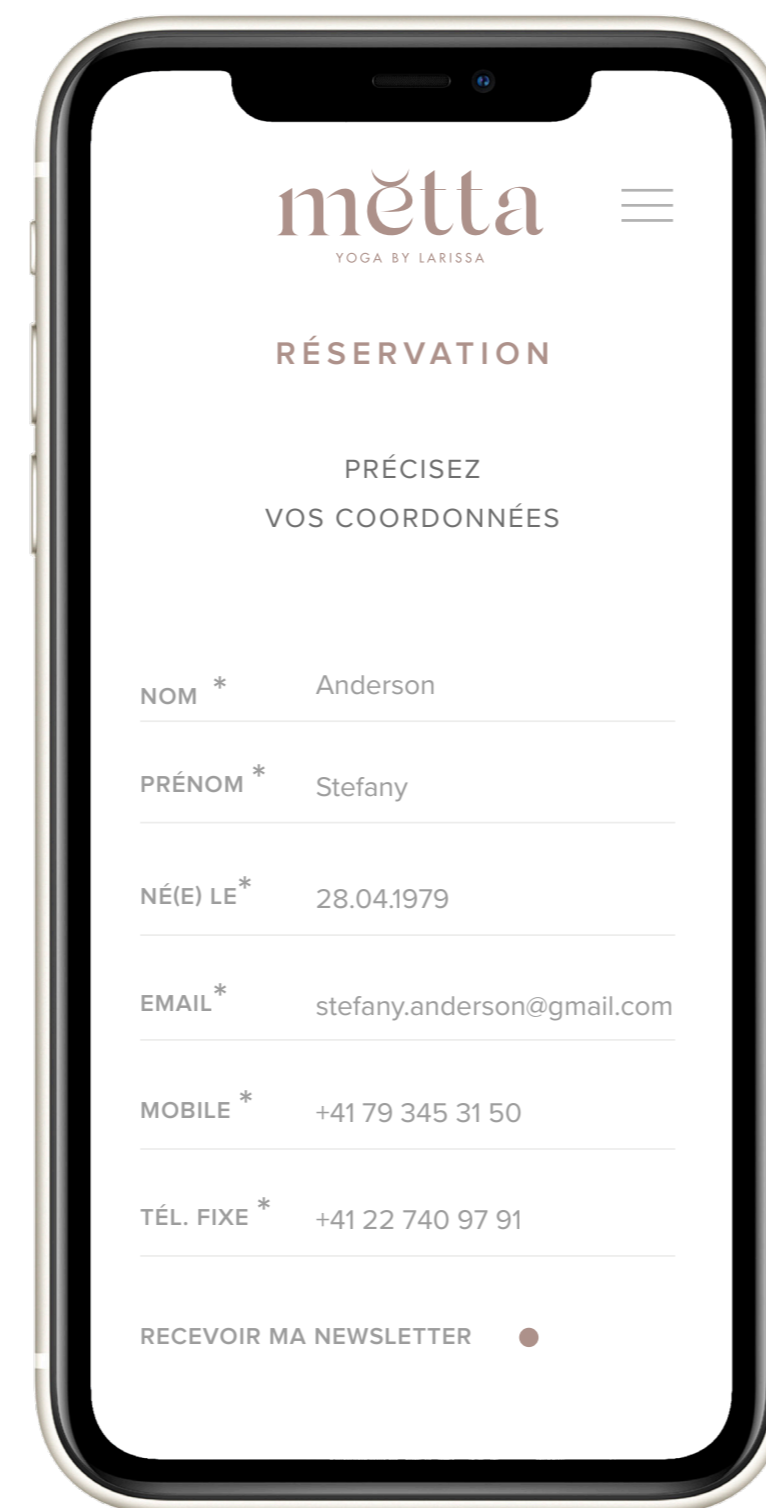 mĕtta
YOGA BY LARISSA
RÉSERVATION
PRÉCISEZ
VOS COORDONNÉES
NOM * Anderson
PRÉNOM * Stefany
NÉ(E) LE* 28.04.1979
EMAIL* stefany.anderson@gmail.com
MOBILE * +41 79 345 31 50
TÉL. FIXE * +41 22 740 97 91
RECEVOIR MA NEWSLETTER